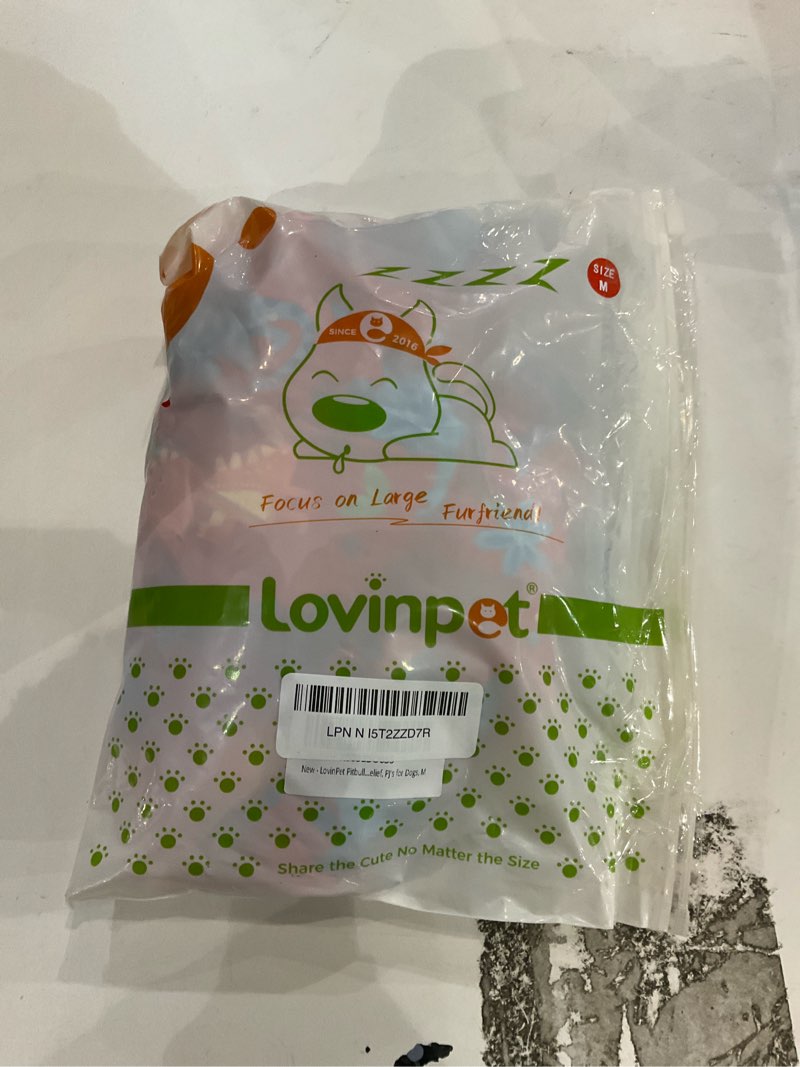 zzzzz
SIZE
M
SINCE 2016
Focus on Large Furfriend!
Lovinpet®
LPN N I5T2ZZD7R
New - LovinPet Pitbull...elief, PJ's for Dogs, M
Share the Cute No Matter the Size